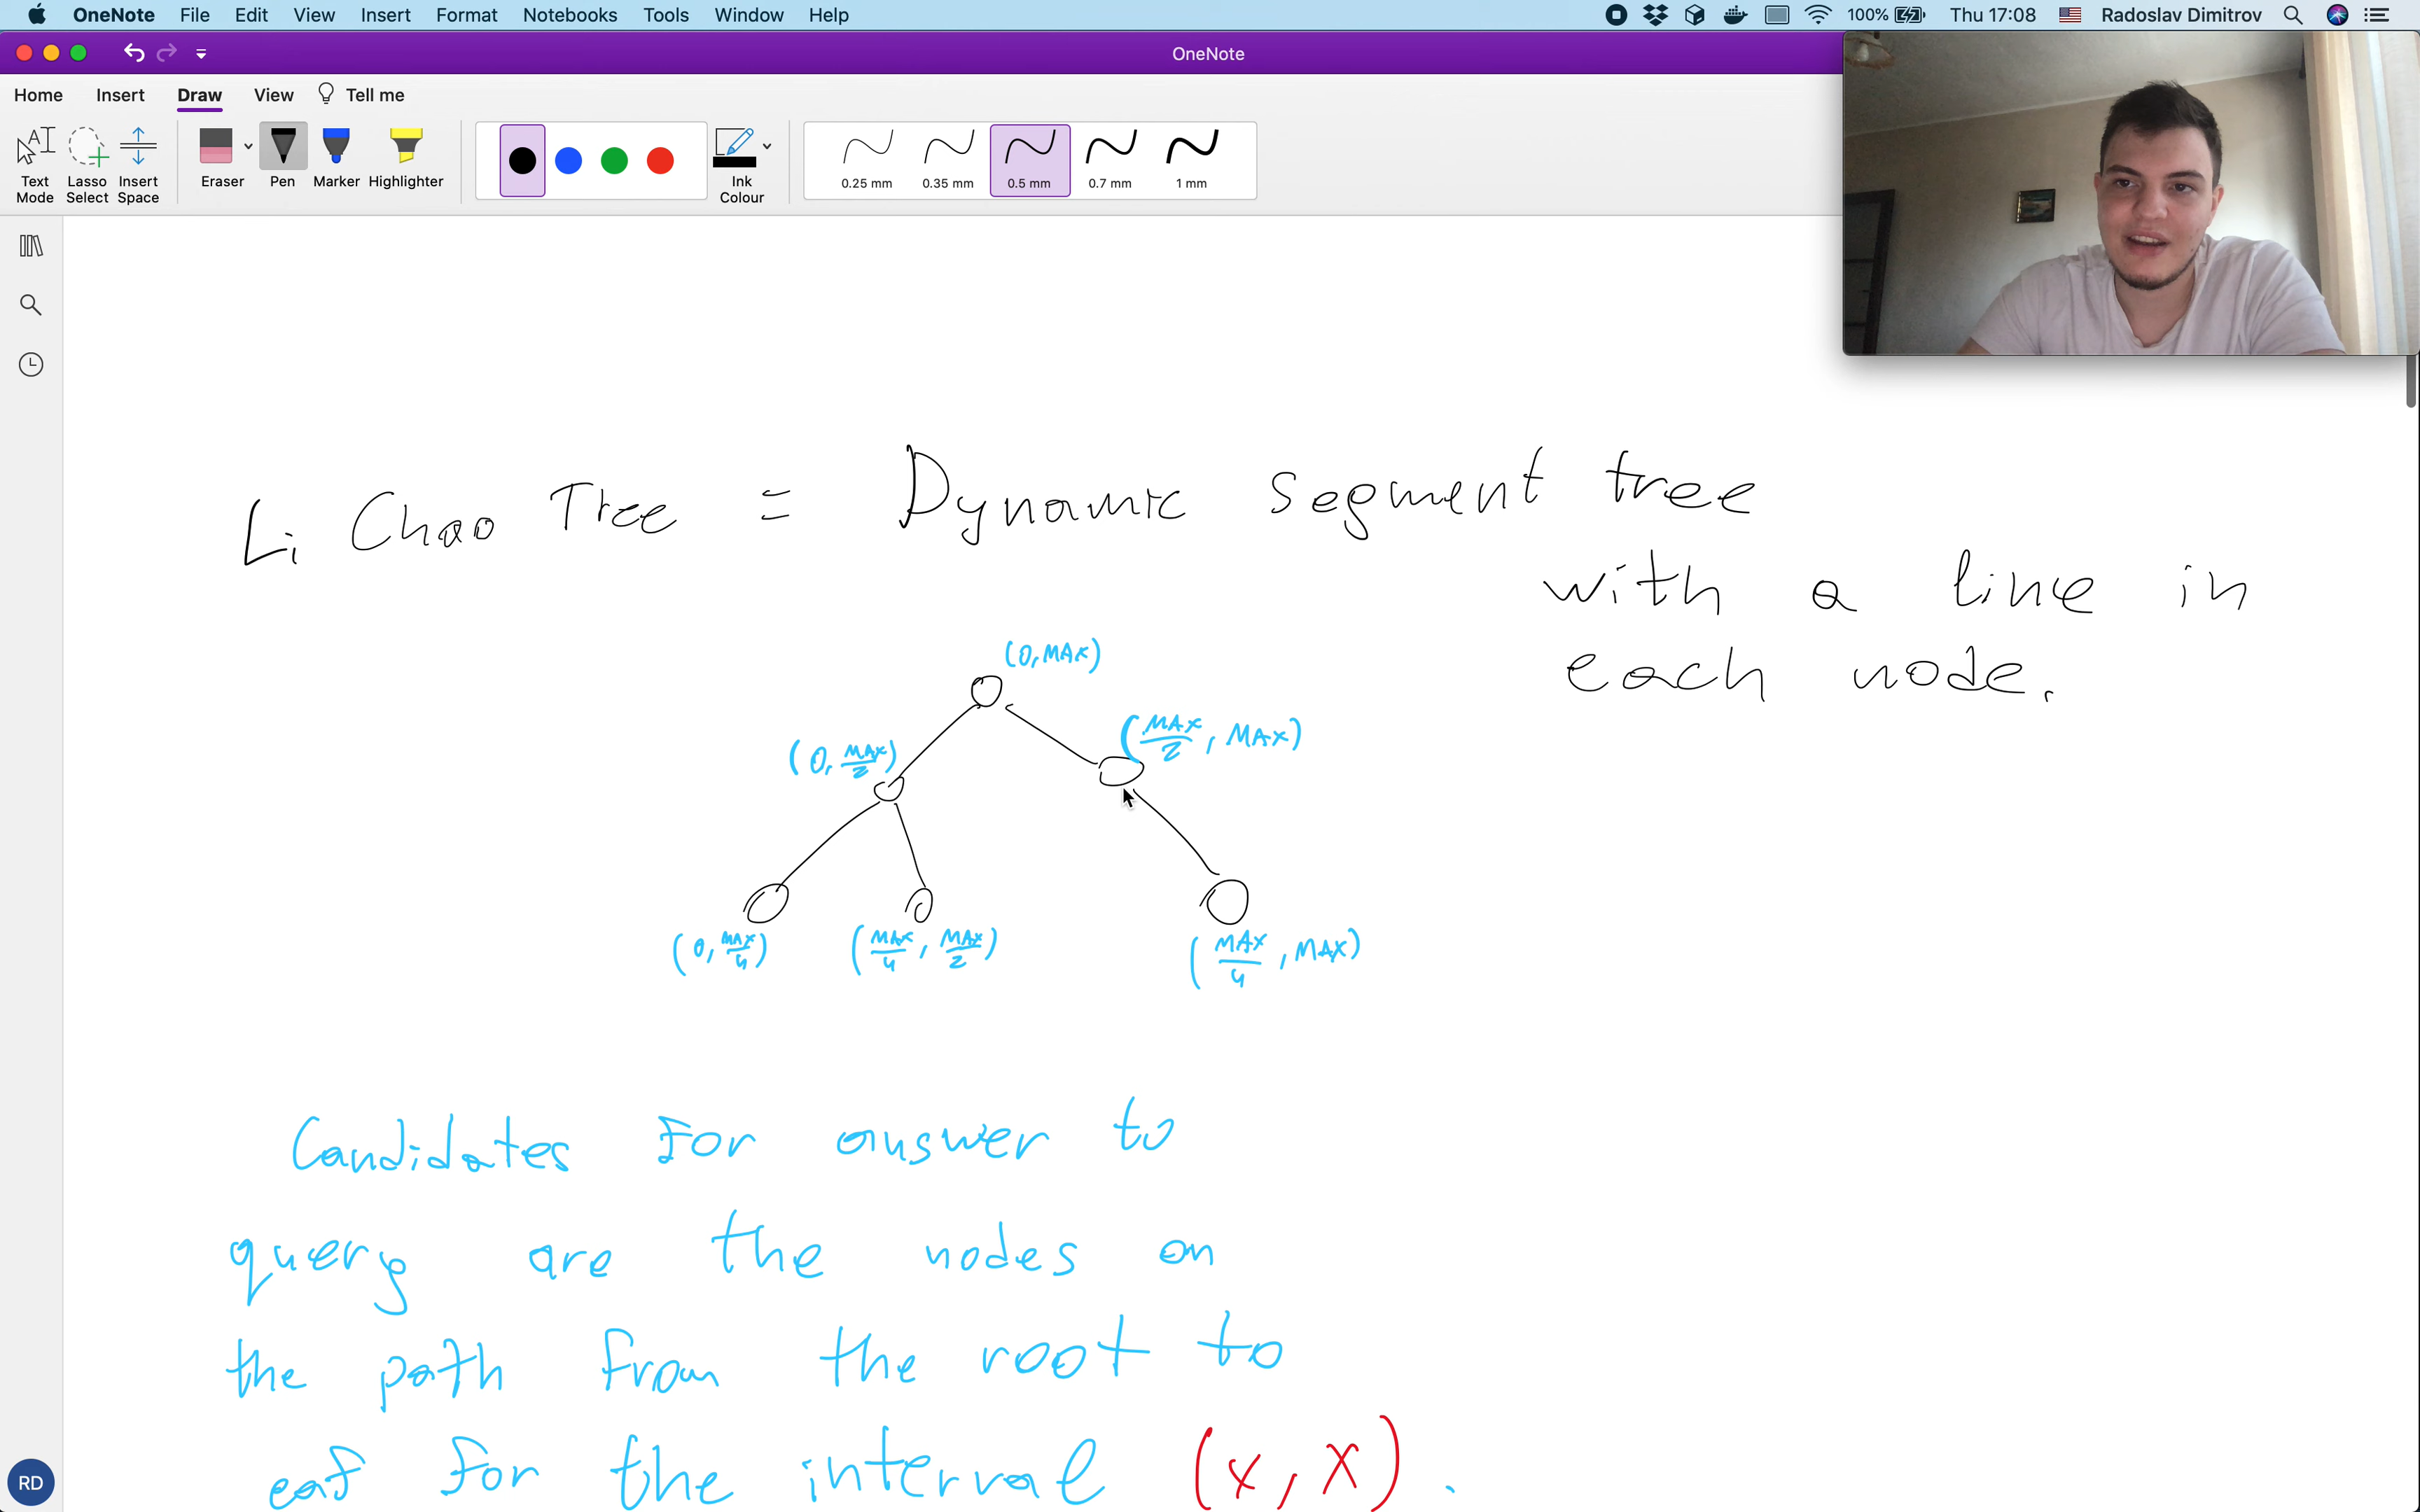 OneNote File Edit View Insert Format Notebooks Tools Window Help 100% Thu 17:08 Radoslav Dimitrov
OneNote
Home Insert Draw View Tell me
Text Mode Lasso Select Insert Space Eraser Pen Marker Highlighter Ink Colour 0.25 mm 0.35 mm 0.5 mm 0.7 mm 1 mm
Li Chao Tree = Dynamic segment tree
with a line in
each node.
(0, MAX)
(0, MAX/2) (MAX/2, MAX)
(0, MAX/4) (MAX/4, MAX/2) (MAX/4, MAX)
Candidates for answer to
query are the nodes on
the path from the root to
eaf for the interval (x, x).
RD